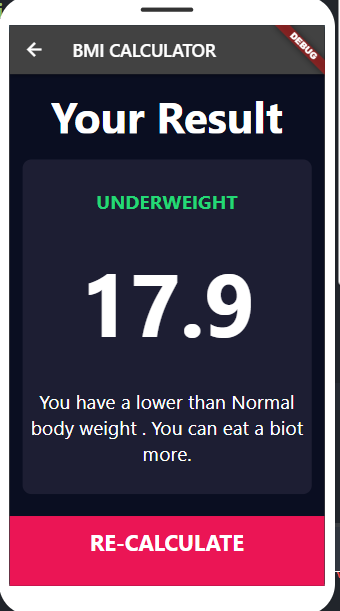 BMI CALCULATOR
DEBUG
Your Result
UNDERWEIGHT
17.9
You have a lower than Normal
body weight . You can eat a biot
more.
RE-CALCULATE